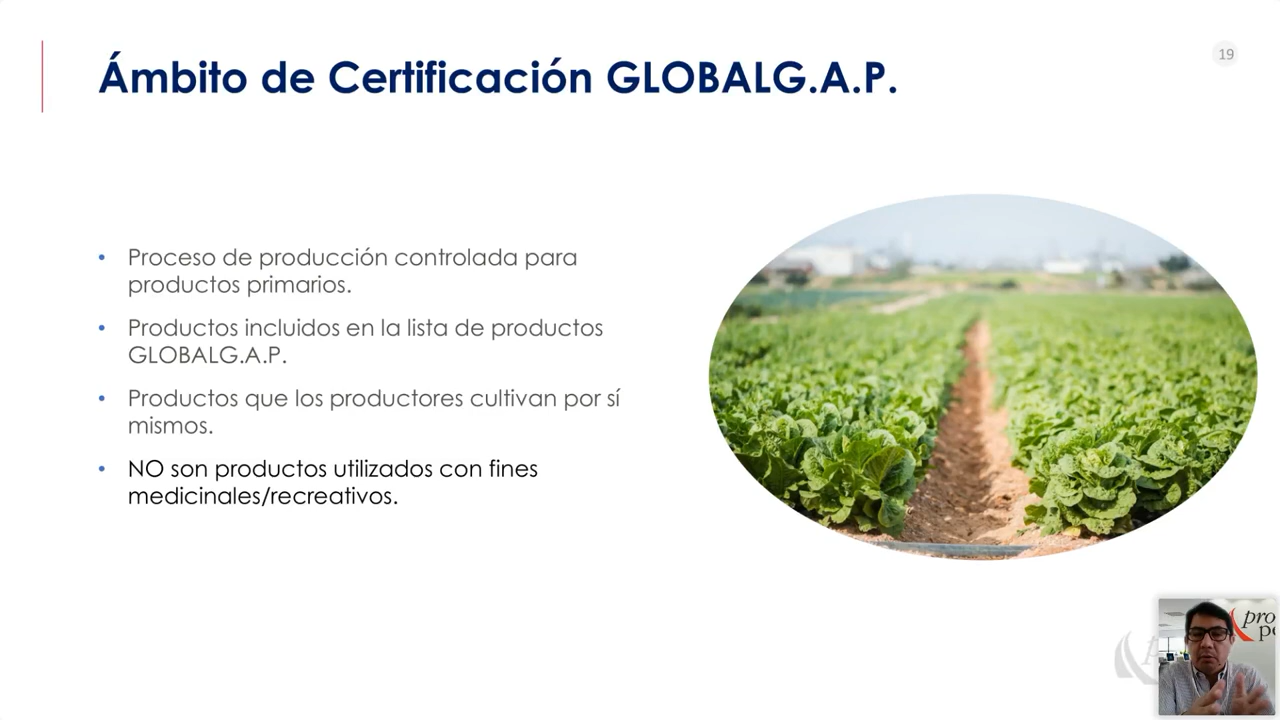 19
Ámbito de Certificación GLOBALG.A.P.
• Proceso de producción controlada para
productos primarios.
• Productos incluidos en la lista de productos
GLOBALG.A.P.
• Productos que los productores cultivan por sí
mismos.
• NO son productos utilizados con fines
medicinales/recreativos.
pro